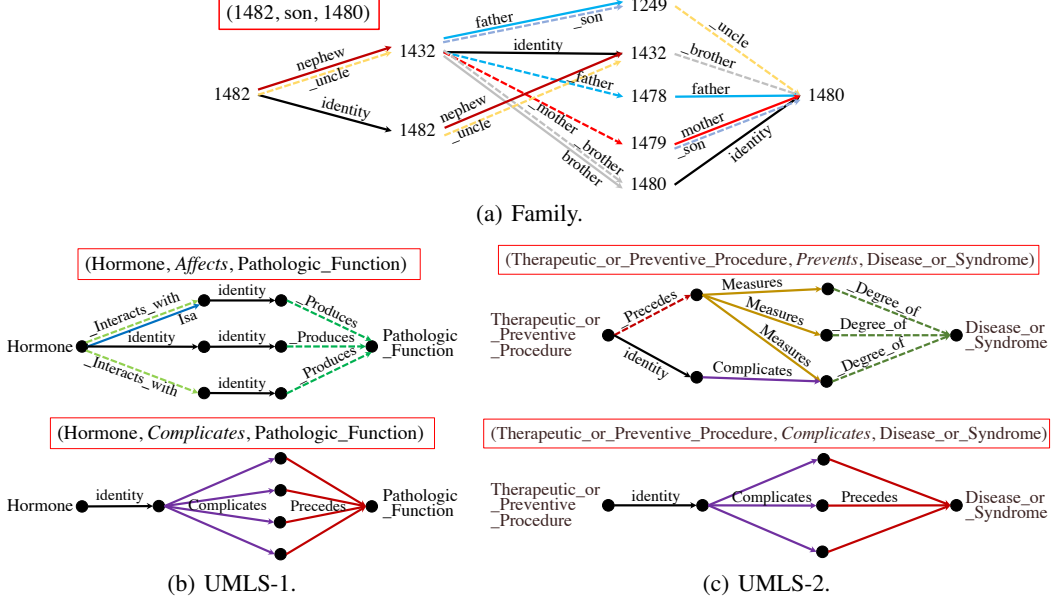 (1482, son, 1480)
1249
father
_son
_uncle
nephew
1432
identity
1432
_brother
_uncle
1482
_father
1478
father
1480
identity
nephew
1482
_uncle
_mother
1479
mother
_son
identity
_brother
brother
1480
(a) Family.
(Hormone, Affects, Pathologic_Function)
_Interacts_with
Isa
identity
_Produces
Hormone
identity
identity
_Produces
Pathologic
_Function
_Interacts_with
identity
_Produces
(Hormone, Complicates, Pathologic_Function)
Hormone
identity
Complicates
Precedes
Pathologic
_Function
(b) UMLS-1.
(Therapeutic_or_Preventive_Procedure, Prevents, Disease_or_Syndrome)
Therapeutic_or
_Preventive
_Procedure
_Precedes
Measures
_Degree_of
Measures
_Degree_of
Measures
_Degree_of
identity
Complicates
Disease_or
_Syndrome
(Therapeutic_or_Preventive_Procedure, Complicates, Disease_or_Syndrome)
Therapeutic_or
_Preventive
_Procedure
identity
Complicates
Precedes
Disease_or
_Syndrome
(c) UMLS-2.